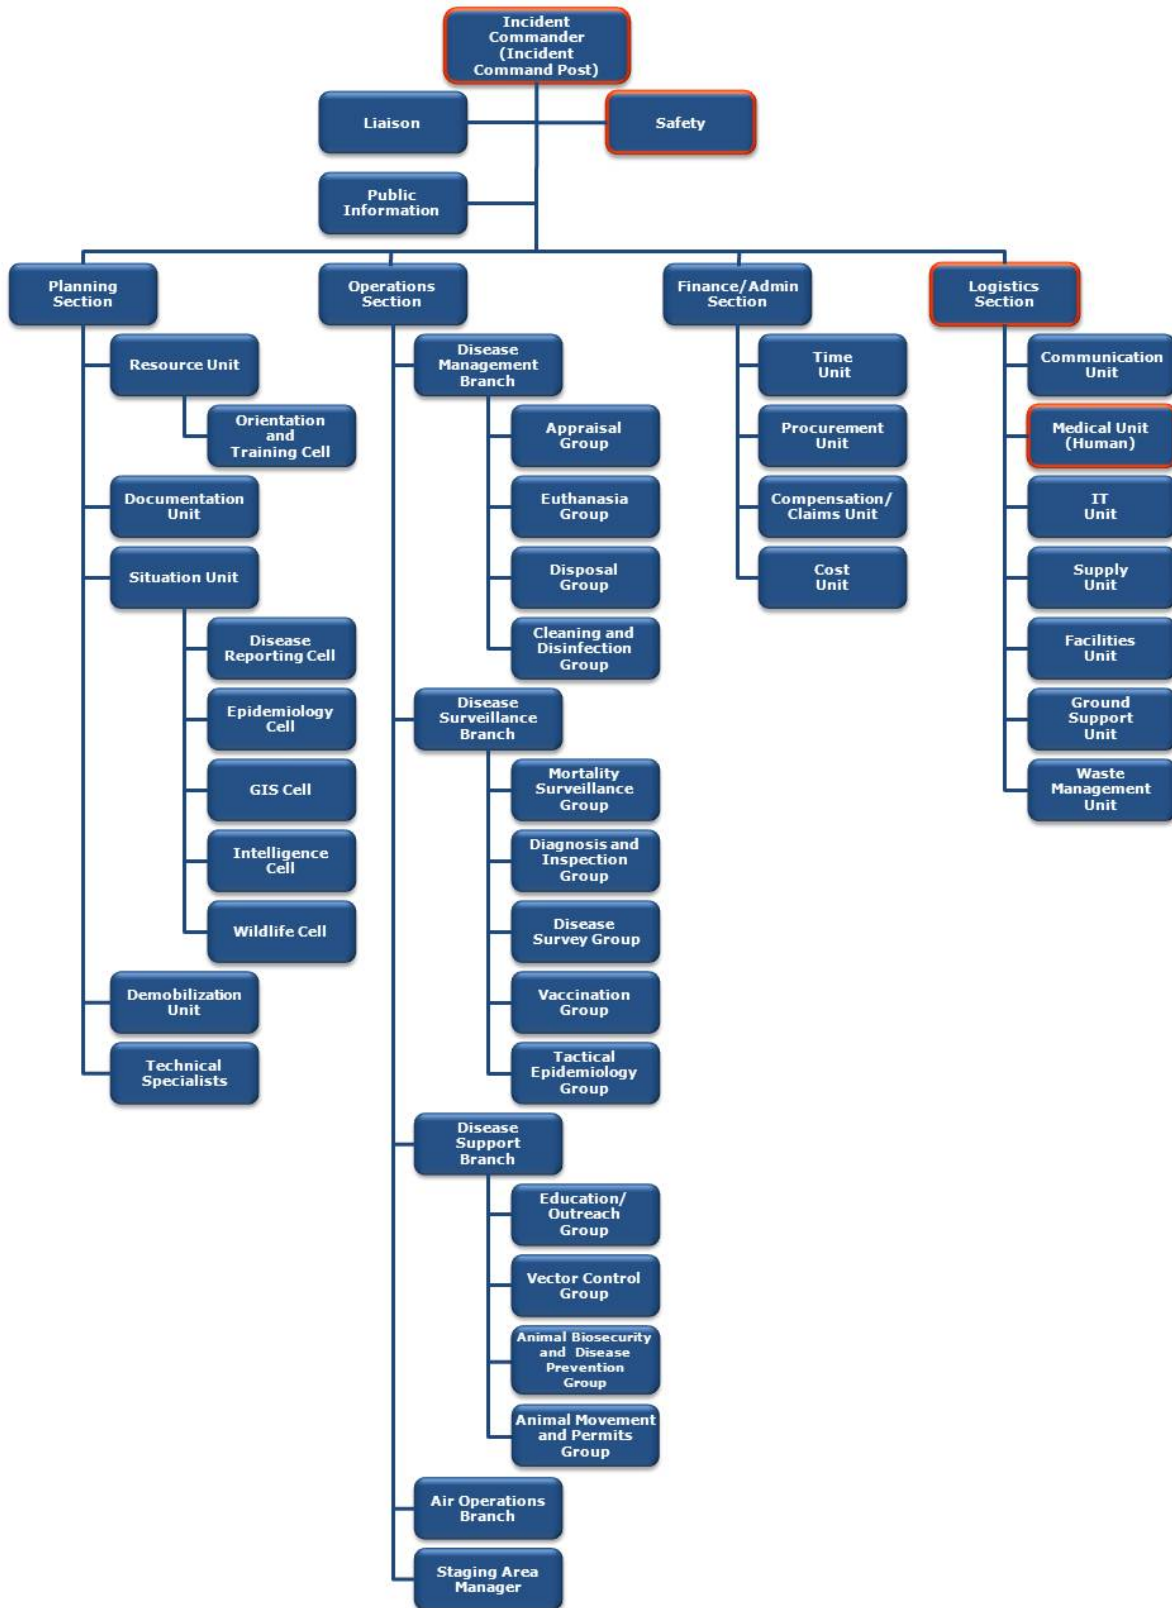 Incident
Commander
(Incident
Command Post)
Liaison
Safety
Public
Information
Planning
Section
Operations
Section
Finance/Admin
Section
Logistics
Section
Resource Unit
Orientation
and
Training Cell
Documentation
Unit
Situation Unit
Disease
Reporting Cell
Epidemiology
Cell
GIS Cell
Intelligence
Cell
Wildlife Cell
Demobilization
Unit
Technical
Specialists
Disease
Management
Branch
Appraisal
Group
Euthanasia
Group
Disposal
Group
Cleaning and
Disinfection
Group
Disease
Surveillance
Branch
Mortality
Surveillance
Group
Diagnosis and
Inspection
Group
Disease
Survey Group
Vaccination
Group
Tactical
Epidemiology
Group
Disease
Support
Branch
Education/
Outreach
Group
Vector Control
Group
Animal Biosecurity
and Disease
Prevention
Group
Animal Movement
and Permits
Group
Air Operations
Branch
Staging Area
Manager
Time
Unit
Procurement
Unit
Compensation/
Claims Unit
Cost
Unit
Communication
Unit
Medical Unit
(Human)
IT
Unit
Supply
Unit
Facilities
Unit
Ground
Support
Unit
Waste
Management
Unit